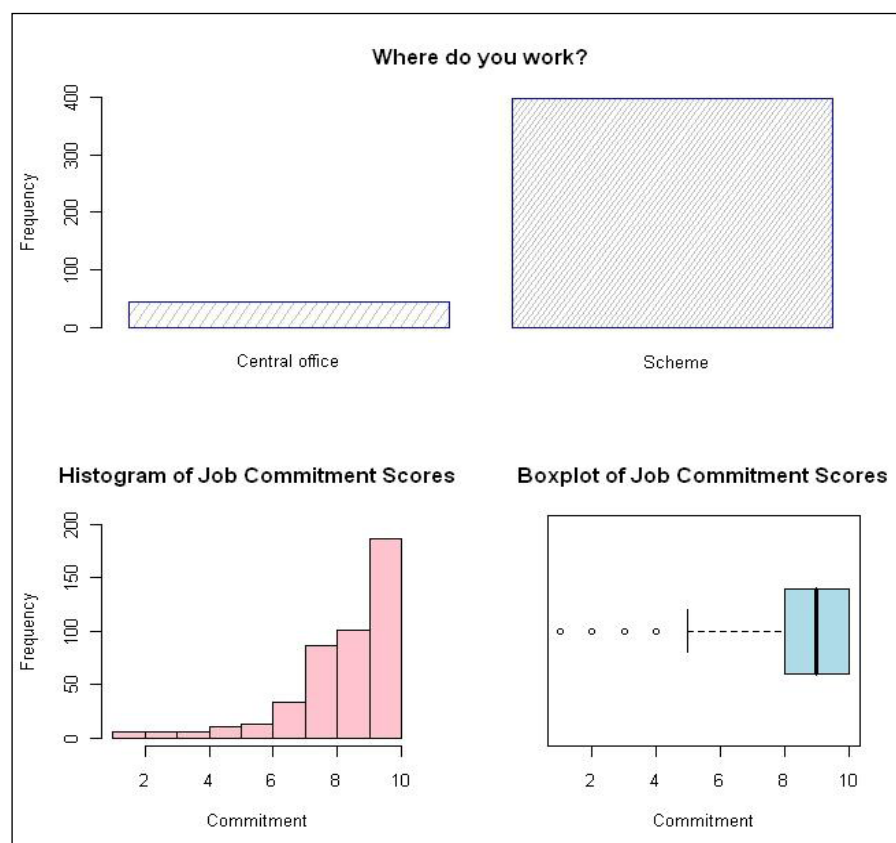 Where do you work?
400
300
200
100
0
Frequency
Central office
Scheme
Histogram of Job Commitment Scores
200
150
100
50
0
Frequency
2 4 6 8 10
Commitment
Boxplot of Job Commitment Scores
2 4 6 8 10
Commitment